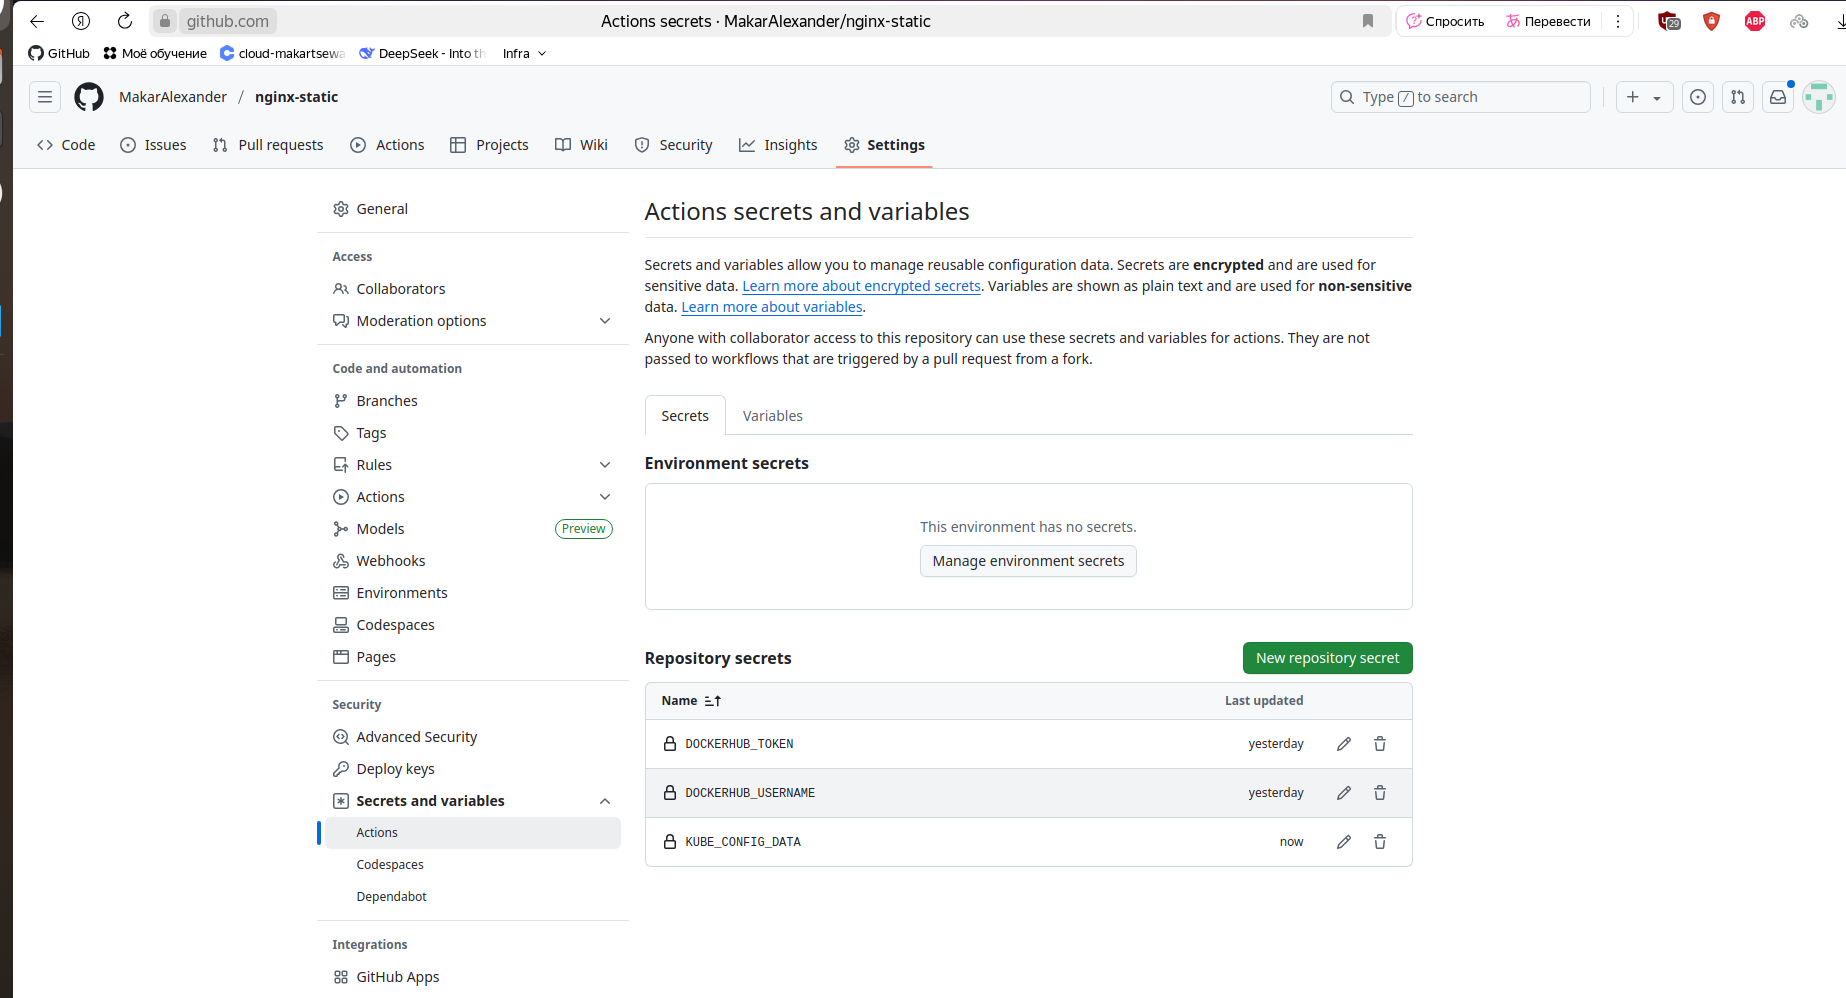 github.com
Actions secrets · MakarAlexander/nginx-static
Спросить
Перевести
29
ABP
GitHub
Моё обучение
cloud-makartsewa
DeepSeek - Into th
Infra
MakarAlexander / nginx-static
Type / to search
Code
Issues
Pull requests
Actions
Projects
Wiki
Security
Insights
Settings
General
Access
Collaborators
Moderation options
Code and automation
Branches
Tags
Rules
Actions
Models
Preview
Webhooks
Environments
Codespaces
Pages
Security
Advanced Security
Deploy keys
Secrets and variables
Actions
Codespaces
Dependabot
Integrations
GitHub Apps
Actions secrets and variables
Secrets and variables allow you to manage reusable configuration data. Secrets are encrypted and are used for
sensitive data. Learn more about encrypted secrets. Variables are shown as plain text and are used for non-sensitive
data. Learn more about variables.
Anyone with collaborator access to this repository can use these secrets and variables for actions. They are not
passed to workflows that are triggered by a pull request from a fork.
Secrets
Variables
Environment secrets
This environment has no secrets.
Manage environment secrets
Repository secrets
New repository secret
Name
Last updated
DOCKERHUB_TOKEN
yesterday
DOCKERHUB_USERNAME
yesterday
KUBE_CONFIG_DATA
now